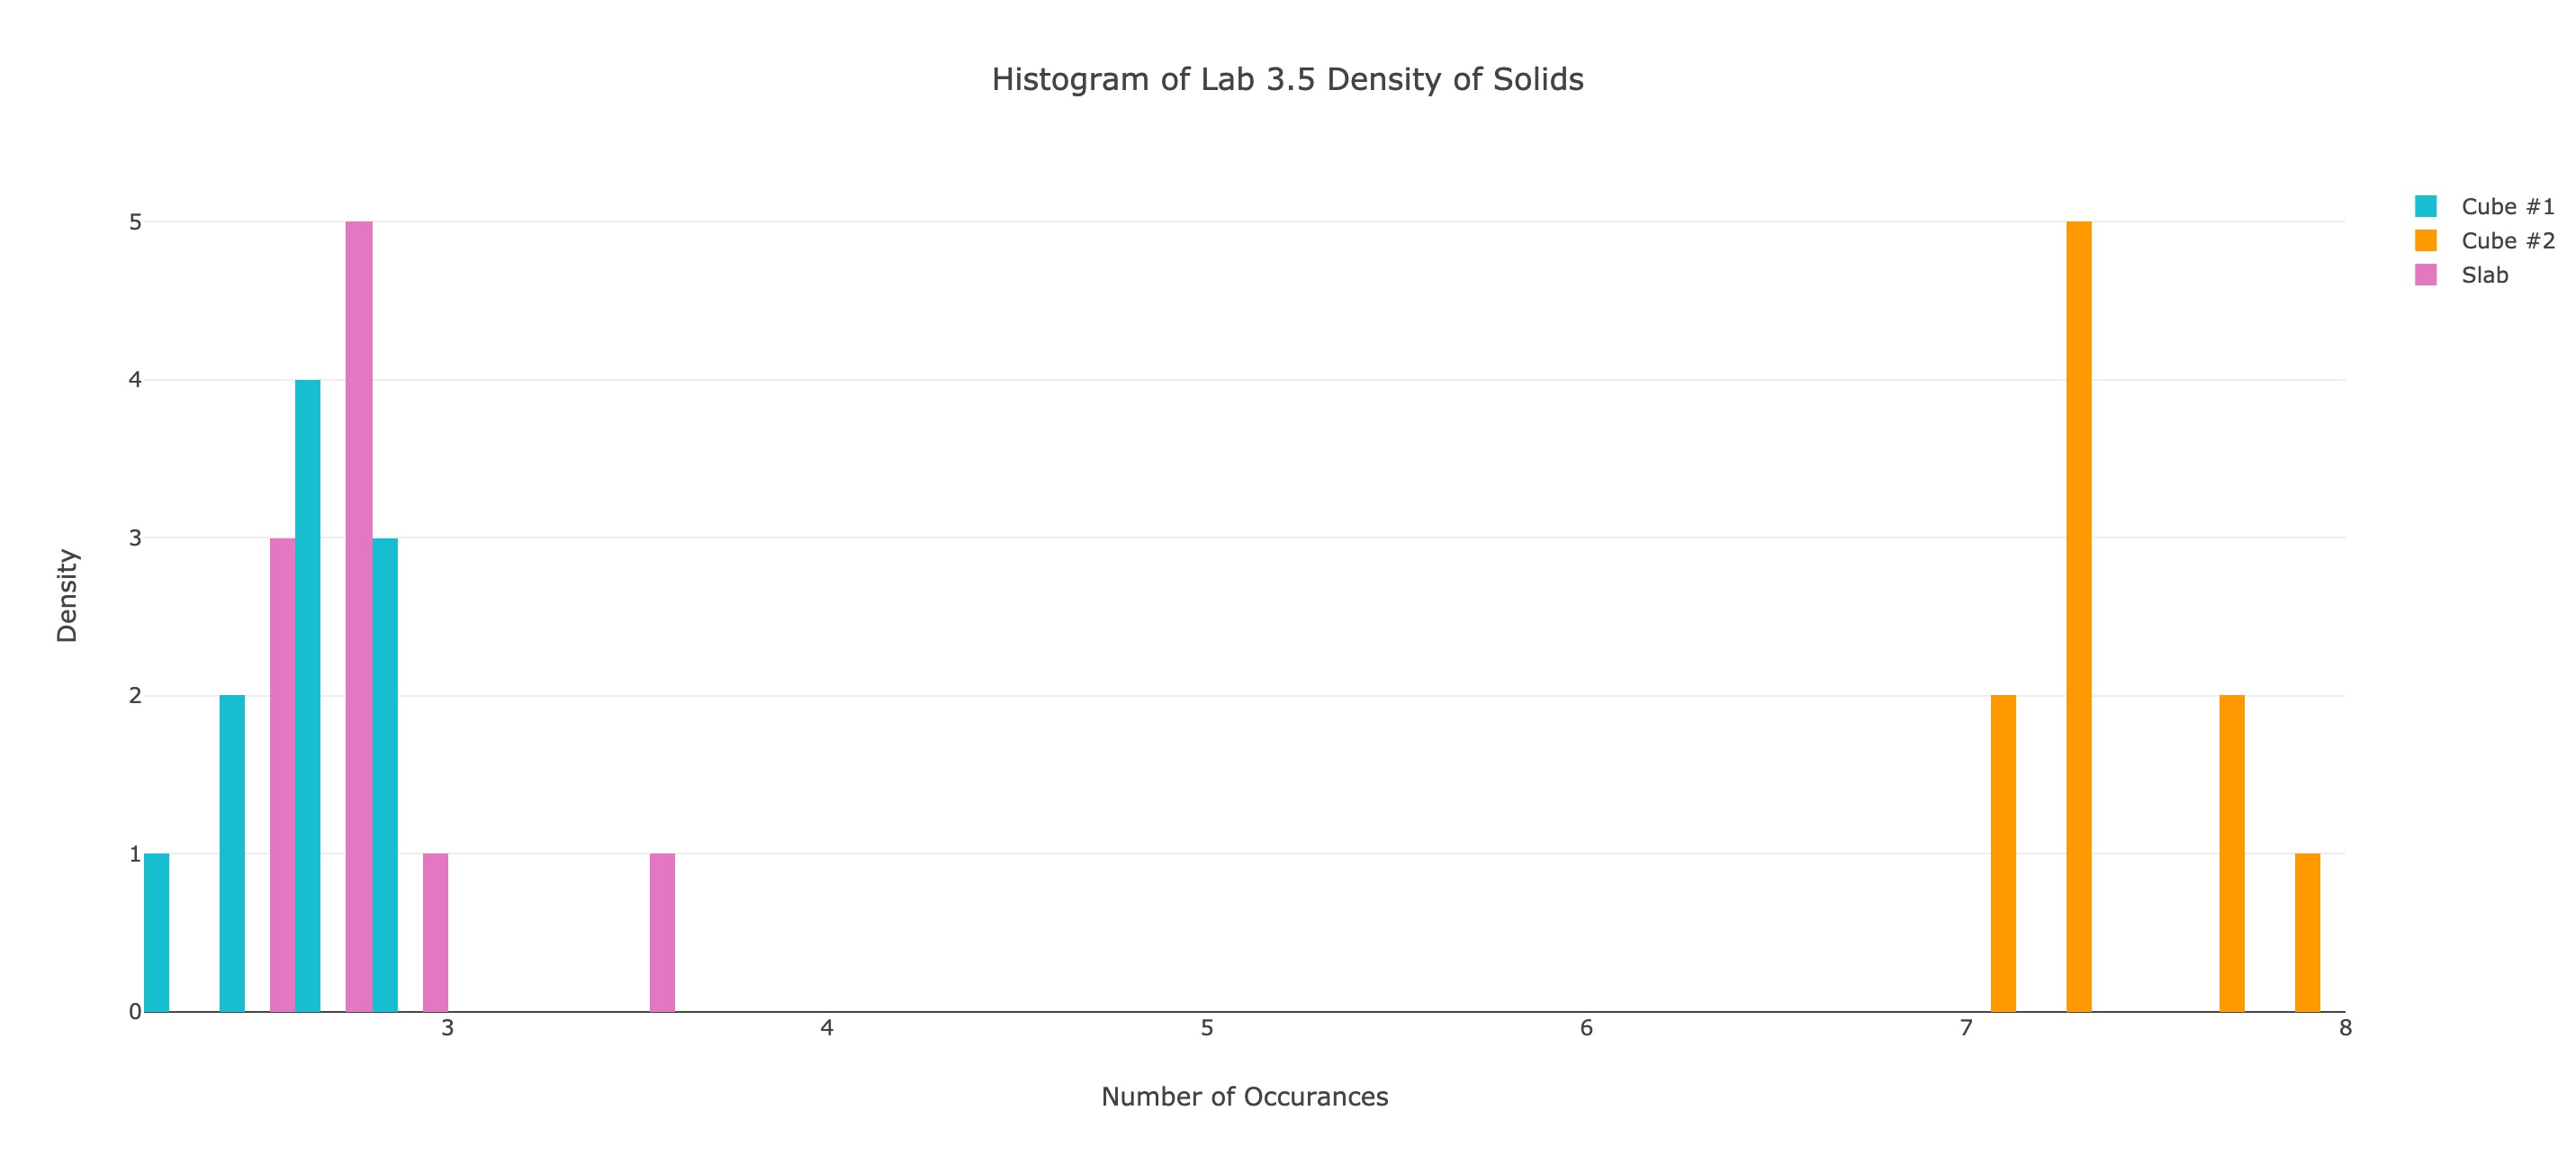 Histogram of Lab 3.5 Density of Solids
Cube #1
Cube #2
Slab
5
4
3
2
1
0
Density
3 4 5 6 7 8
Number of Occurances